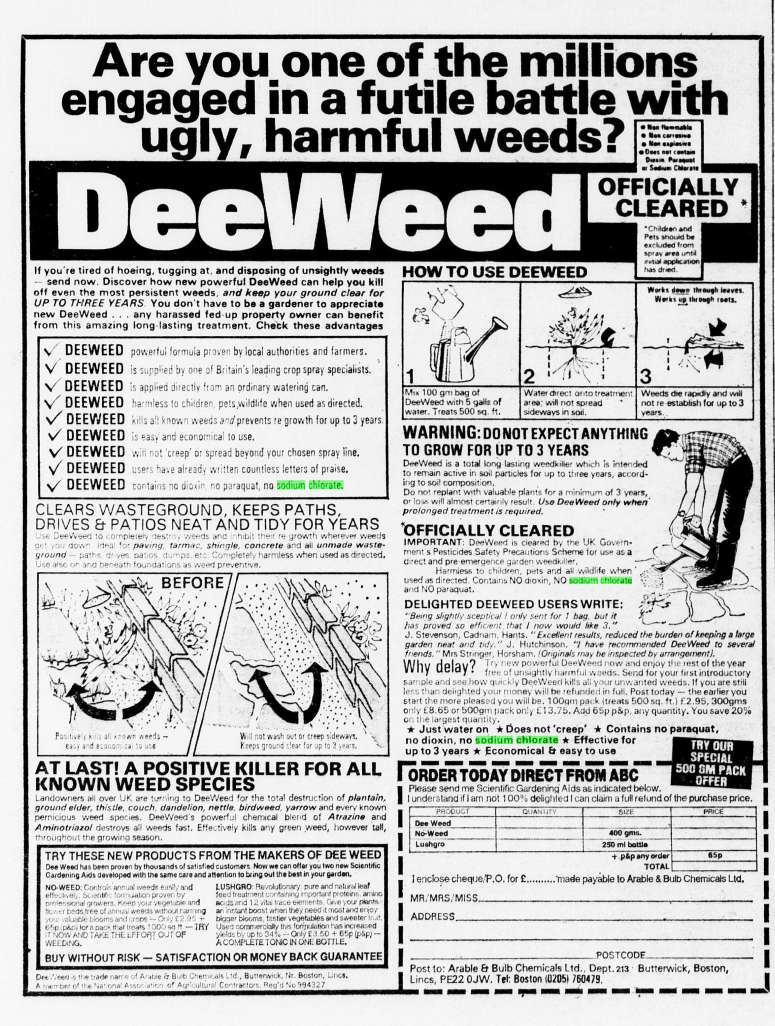 Are you one of the millions
engaged in a futile battle with
ugly, harmful weeds?
● Non flammable
● Non corrosive
● Non explosive
● Does not contain
Dioxin, Paraquat
or Sodium Chlorate
DeeWeed
OFFICIALLY
CLEARED *
*Children and
Pets should be
excluded from
spray area until
initial application
has dried.
If you're tired of hoeing, tugging at, and disposing of unsightly weeds
— send now. Discover how new powerful DeeWeed can help you kill
off even the most persistent weeds, and keep your ground clear for
UP TO THREE YEARS. You don't have to be a gardener to appreciate
new DeeWeed . . . any harassed fed-up property owner can benefit
from this amazing long-lasting treatment. Check these advantages
✓ DEEWEED powerful formula proven by local authorities and farmers.
✓ DEEWEED is supplied by one of Britain's leading crop spray specialists.
✓ DEEWEED is applied directly from an ordinary watering can.
✓ DEEWEED harmless to children, pets, wildlife when used as directed.
✓ DEEWEED kills all known weeds and prevents re growth for up to 3 years.
✓ DEEWEED is easy and economical to use.
✓ DEEWEED will not 'creep' or spread beyond your chosen spray line.
✓ DEEWEED users have already written countless letters of praise.
✓ DEEWEED contains no dioxin, no paraquat, no sodium chlorate.
CLEARS WASTEGROUND, KEEPS PATHS,
DRIVES & PATIOS NEAT AND TIDY FOR YEARS
Use DeeWeed to completely destroy weeds and inhibit their re growth wherever weeds
get you down. Ideal for paving, tarmac, shingle, concrete and all unmade waste-
ground — paths, drives, patios, dumps, etc. Completely harmless when used as directed.
Use also on and beneath foundations as weed preventive.
BEFORE
AFTER
Positively kills all known weeds —
easy and economical to use
Will not wash out or creep sideways.
Keeps ground clear for up to 3 years.
AT LAST! A POSITIVE KILLER FOR ALL
KNOWN WEED SPECIES
Landowners all over UK are turning to DeeWeed for the total destruction of plantain,
ground elder, thistle, couch, dandelion, nettle, birdweed, yarrow and every known
pernicious weed species. DeeWeed's powerful chemical blend of Atrazine and
Aminotriazol destroys all weeds fast. Effectively kills any green weed, however tall,
throughout the growing season.
TRY THESE NEW PRODUCTS FROM THE MAKERS OF DEE WEED
Dee Weed has been proven by thousands of satisfied customers. Now we can offer you two new Scientific
Gardening Aids developed with the same care and attention to bring out the best in your garden.
NO-WEED: Controls annual weeds easily and
effectively. Scientific formulation proven by
professional growers. Keep your vegetable and
flower beds free of annual weeds without harming
your valuable blooms and crops — Only £2.95 +
65p (p&p) for a pack that treats 1000 sq ft. — TRY
IT NOW AND TAKE THE EFFORT OUT OF
WEEDING.
LUSHGRO: Revolutionary, pure and natural leaf
feed treatment containing important proteins, amino
acids and 12 vital trace elements. Give your plants
an instant boost when they need it most and enjoy
bigger blooms, tastier vegetables and sweeter fruit.
Used commercially this formulation has increased
yields by up to 34% — Only £3.50 + 65p (p&p) —
A COMPLETE TONIC IN ONE BOTTLE.
BUY WITHOUT RISK — SATISFACTION OR MONEY BACK GUARANTEE
Dee Weed is the trade name of Arable & Bulb Chemicals Ltd., Butterwick, Nr. Boston, Lincs.
A member of the National Association of Agricultural Contractors. Reg'd No 994327
HOW TO USE DEEWEED
Works down through leaves.
Works up through roots.
1
2
3
Mix 100 gm bag of
DeeWeed with 5 galls of
water. Treats 500 sq. ft.
Water direct onto treatment
area; will not spread
sideways in soil.
Weeds die rapidly and will
not re-establish for up to 3
years.
WARNING: DO NOT EXPECT ANYTHING
TO GROW FOR UP TO 3 YEARS
DeeWeed is a total long lasting weedkiller which is intended
to remain active in soil particles for up to three years, accord-
ing to soil composition.
Do not replant with valuable plants for a minimum of 3 years,
or loss will almost certainly result. Use DeeWeed only when
prolonged treatment is required.
*OFFICIALLY CLEARED
IMPORTANT: DeeWeed is cleared by the UK Govern-
ment's Pesticides Safety Precautions Scheme for use as a
direct and pre-emergence garden weedkiller.
Harmless to children, pets and all wildlife when
used as directed. Contains NO dioxin, NO sodium chlorate
and NO paraquat.
DELIGHTED DEEWEED USERS WRITE:
"Being slightly sceptical I only sent for 1 bag, but it
has proved so efficient that I now would like 3."
J. Stevenson, Cadnam, Hants. "Excellent results, reduced the burden of keeping a large
garden neat and tidy." J. Hutchinson. "I have recommended DeeWeed to several
friends." Mrs Stringer, Horsham. (Originals may be inspected by arrangement).
Why delay? Try new powerful DeeWeed now and enjoy the rest of the year
free of unsightly harmful weeds. Send for your first introductory
sample and see how quickly DeeWeed kills all your unwanted weeds. If you are still
less than delighted your money will be refunded in full. Post today — the earlier you
start the more pleased you will be. 100gm pack (treats 500 sq. ft.) £2.95, 300gms
only £8.65 or 500gm pack only £13.75. Add 65p p&p, any quantity. You save 20%
on the largest quantity.
★ Just water on ★ Does not 'creep' ★ Contains no paraquat,
no dioxin, no sodium chlorate ★ Effective for
up to 3 years ★ Economical & easy to use
TRY OUR
SPECIAL
500 GM PACK
OFFER
ORDER TODAY DIRECT FROM ABC
Please send me Scientific Gardening Aids as indicated below.
I understand if I am not 100% delighted I can claim a full refund of the purchase price.
PRODUCT QUANTITY SIZE PRICE
Dee Weed
No-Weed 400 gms.
Lushgro 250 ml bottle
+ p&p any order 65p
TOTAL
I enclose cheque/P.O. for £..........made payable to Arable & Bulb Chemicals Ltd.
MR/MRS/MISS
ADDRESS
POSTCODE
Post to: Arable & Bulb Chemicals Ltd., Dept. 213 Butterwick, Boston,
Lincs, PE22 0JW. Tel: Boston (0205) 760479.